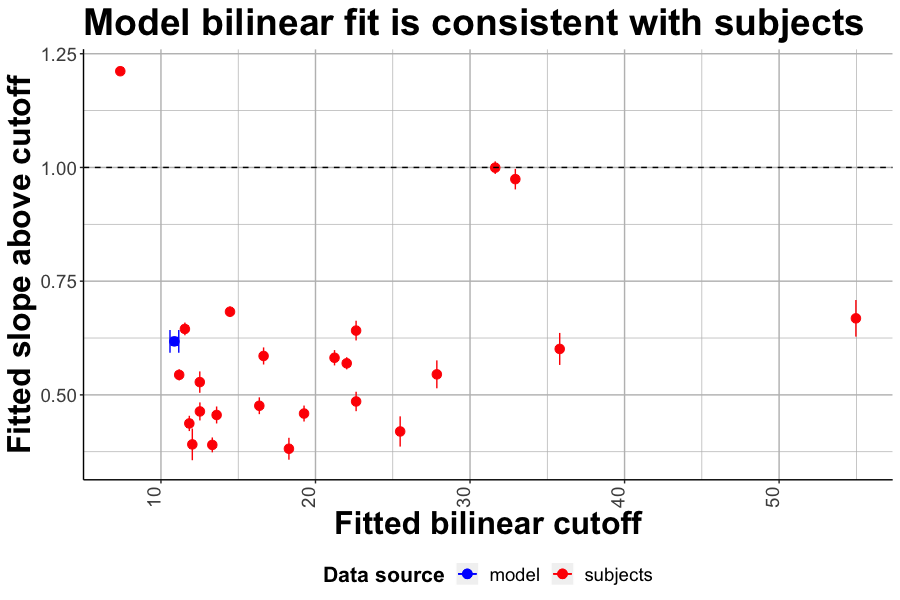 Model bilinear fit is consistent with subjects
Fitted slope above cutoff
1.25
1.00
0.75
0.50
10
20
30
40
50
Fitted bilinear cutoff
Data source model subjects